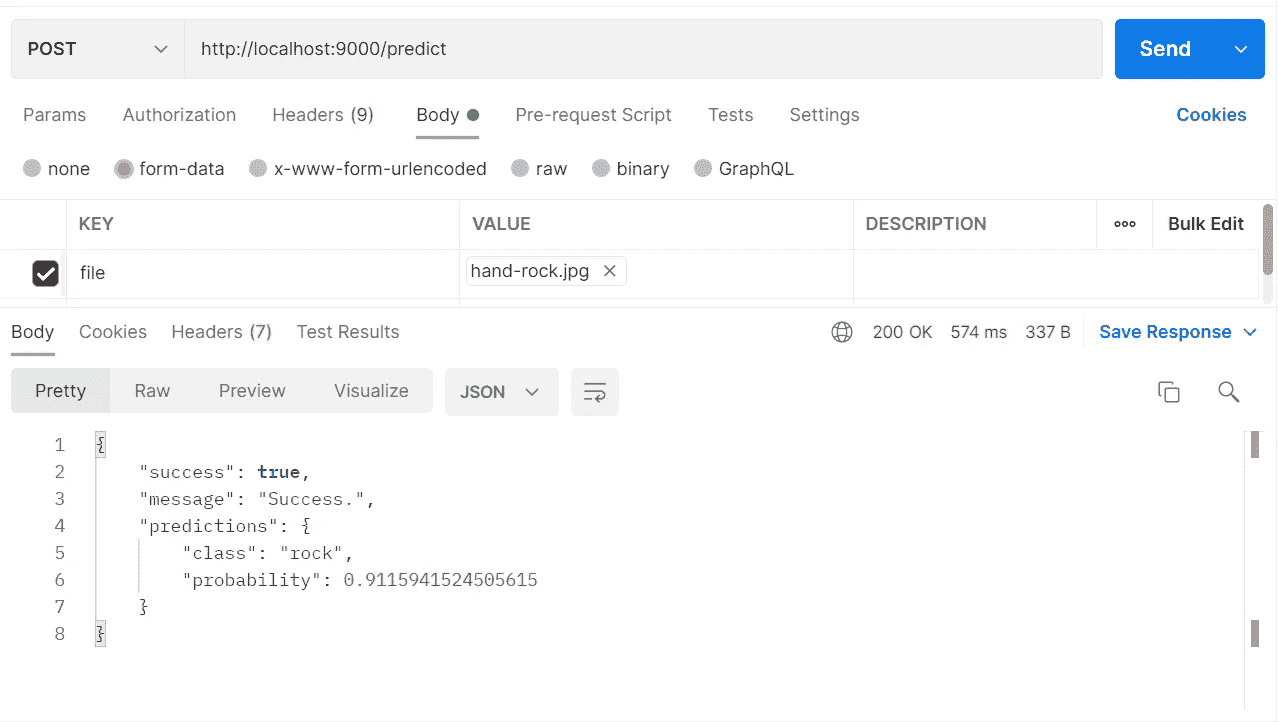 POST http://localhost:9000/predict Send
Params Authorization Headers (9) Body Pre-request Script Tests Settings Cookies
none form-data x-www-form-urlencoded raw binary GraphQL
KEY VALUE DESCRIPTION ooo Bulk Edit
file hand-rock.jpg
Body Cookies Headers (7) Test Results 200 OK 574 ms 337 B Save Response
Pretty Raw Preview Visualize JSON
1 {
2 "success": true,
3 "message": "Success.",
4 "predictions": {
5 "class": "rock",
6 "probability": 0.9115941524505615
7 }
8 }